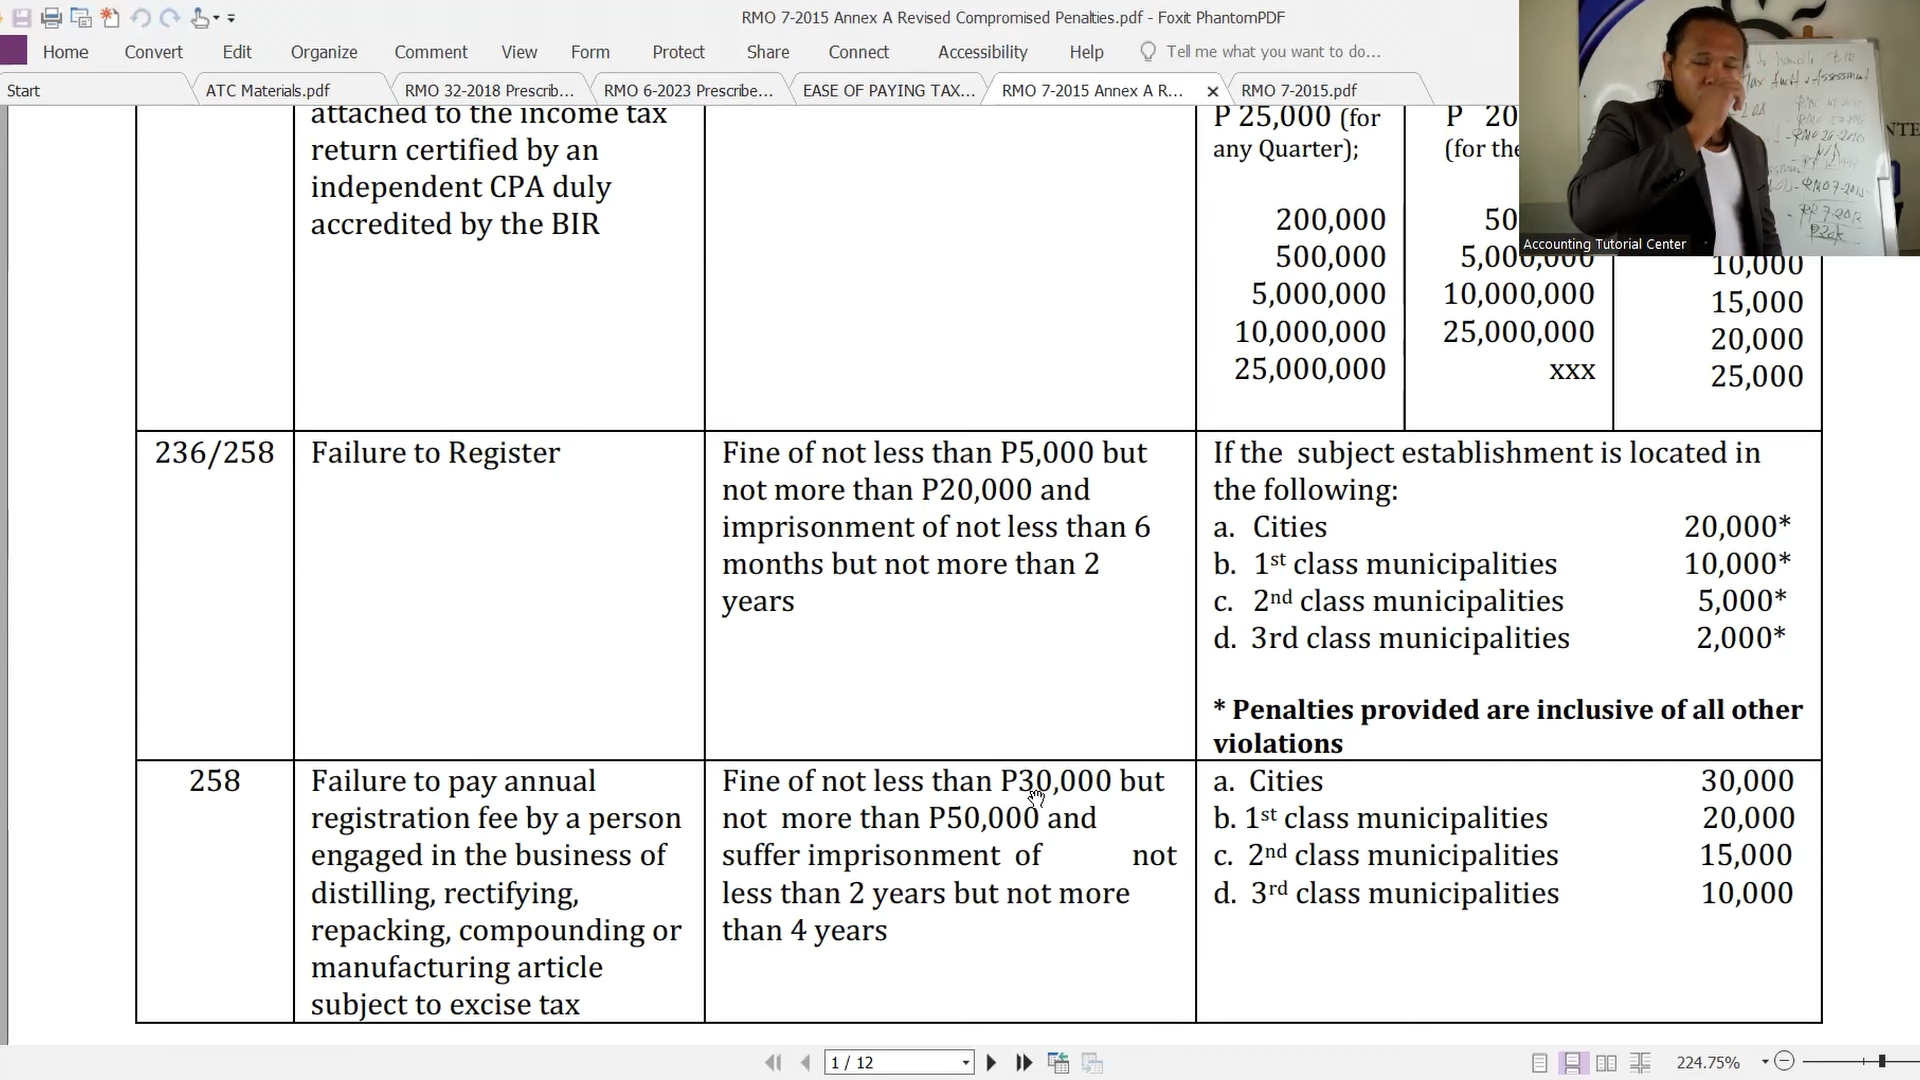 RMO 7-2015 Annex A Revised Compromised Penalties.pdf - Foxit PhantomPDF
Home Convert Edit Organize Comment View Form Protect Share Connect Accessibility Help Tell me what you want to do...
Start ATC Materials.pdf RMO 32-2018 Prescrib... RMO 6-2023 Prescribe... EASE OF PAYING TAX... RMO 7-2015 Annex A R... RMO 7-2015.pdf
attached to the income tax
return certified by an
independent CPA duly
accredited by the BIR
P 25,000 (for
any Quarter);
200,000
500,000
5,000,000
10,000,000
25,000,000
P 20
(for the
50
5,000,000
10,000,000
25,000,000
xxx
10,000
15,000
20,000
25,000
Accounting Tutorial Center
236/258
Failure to Register
Fine of not less than P5,000 but
not more than P20,000 and
imprisonment of not less than 6
months but not more than 2
years
If the subject establishment is located in
the following:
a. Cities 20,000*
b. 1st class municipalities 10,000*
c. 2nd class municipalities 5,000*
d. 3rd class municipalities 2,000*
* Penalties provided are inclusive of all other
violations
258
Failure to pay annual
registration fee by a person
engaged in the business of
distilling, rectifying,
repacking, compounding or
manufacturing article
subject to excise tax
Fine of not less than P30,000 but
not more than P50,000 and
suffer imprisonment of not
less than 2 years but not more
than 4 years
a. Cities 30,000
b. 1st class municipalities 20,000
c. 2nd class municipalities 15,000
d. 3rd class municipalities 10,000
1 / 12
224.75%